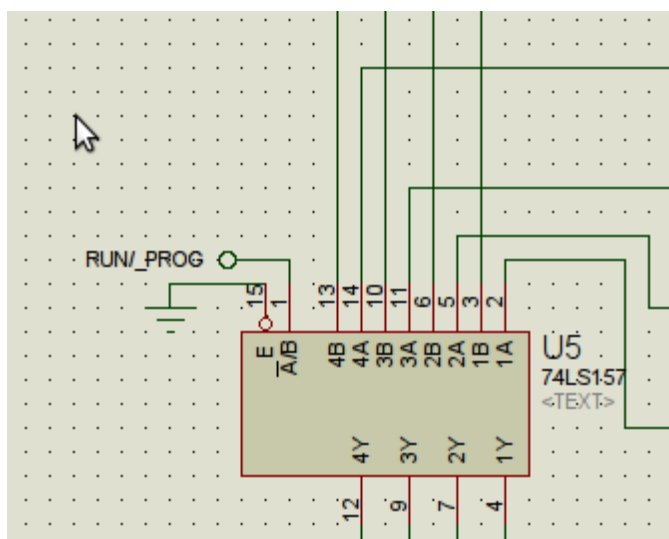 RUN/_PROG
15 1 13 14 10 11 6 5 3 2
E A/B 4B 4A 3B 3A 2B 2A 1B 1A
U5
74LS157
<TEXT>
4Y 3Y 2Y 1Y
12 9 7 4